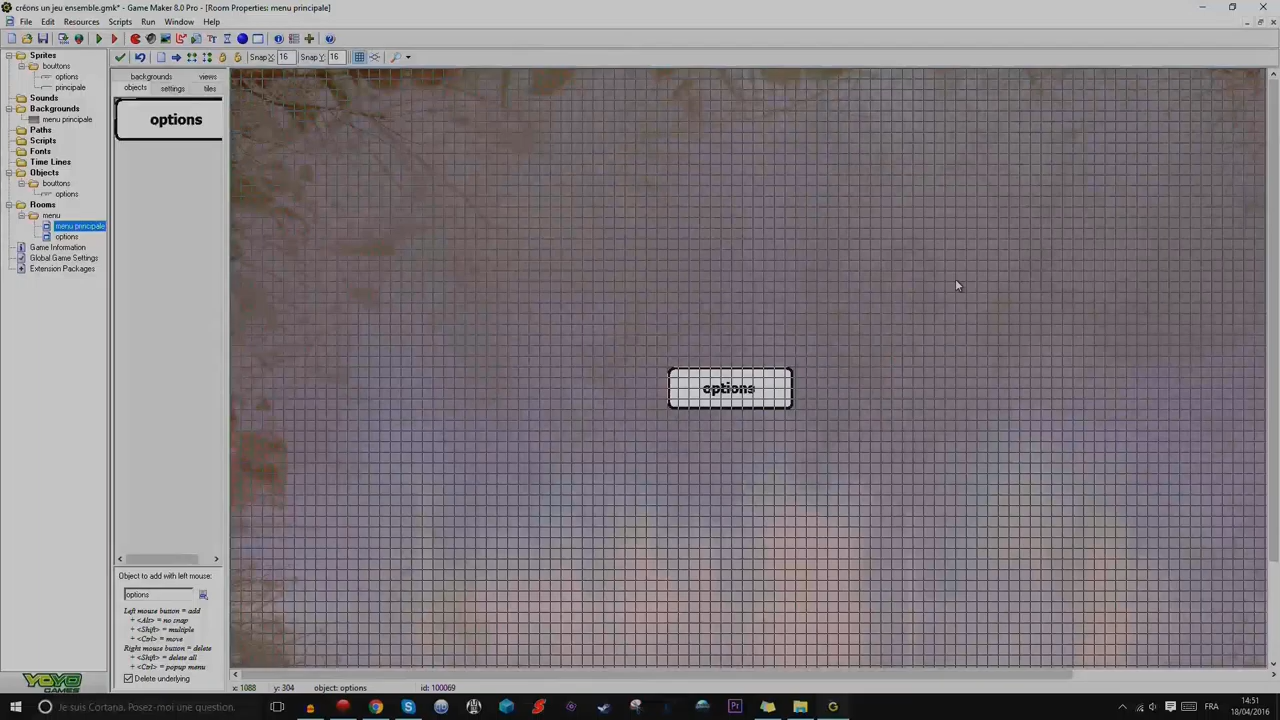 créons un jeu ensemble.gmk* - Game Maker 8.0 Pro - [Room Properties: menu principale]
File Edit Resources Scripts Run Window Help
Snap X: 16 Snap Y: 16
Sprites
bouttons
options
principale
Sounds
Backgrounds
menu principale
Paths
Scripts
Fonts
Time Lines
Objects
bouttons
options
Rooms
menu
menu principale
options
Game Information
Global Game Settings
Extension Packages
backgrounds views
objects settings tiles
options
Object to add with left mouse:
options
Left mouse button = add
+ <Alt> = no snap
+ <Shift> = multiple
+ <Ctrl> = move
Right mouse button = delete
+ <Shift> = delete all
+ <Ctrl> = popup menu
Delete underlying
options
YOYO
GAMES
x: 1088 y: 304 object: options id: 100069
Je suis Cortana. Posez-moi une question.
FRA
14:51
18/04/2016